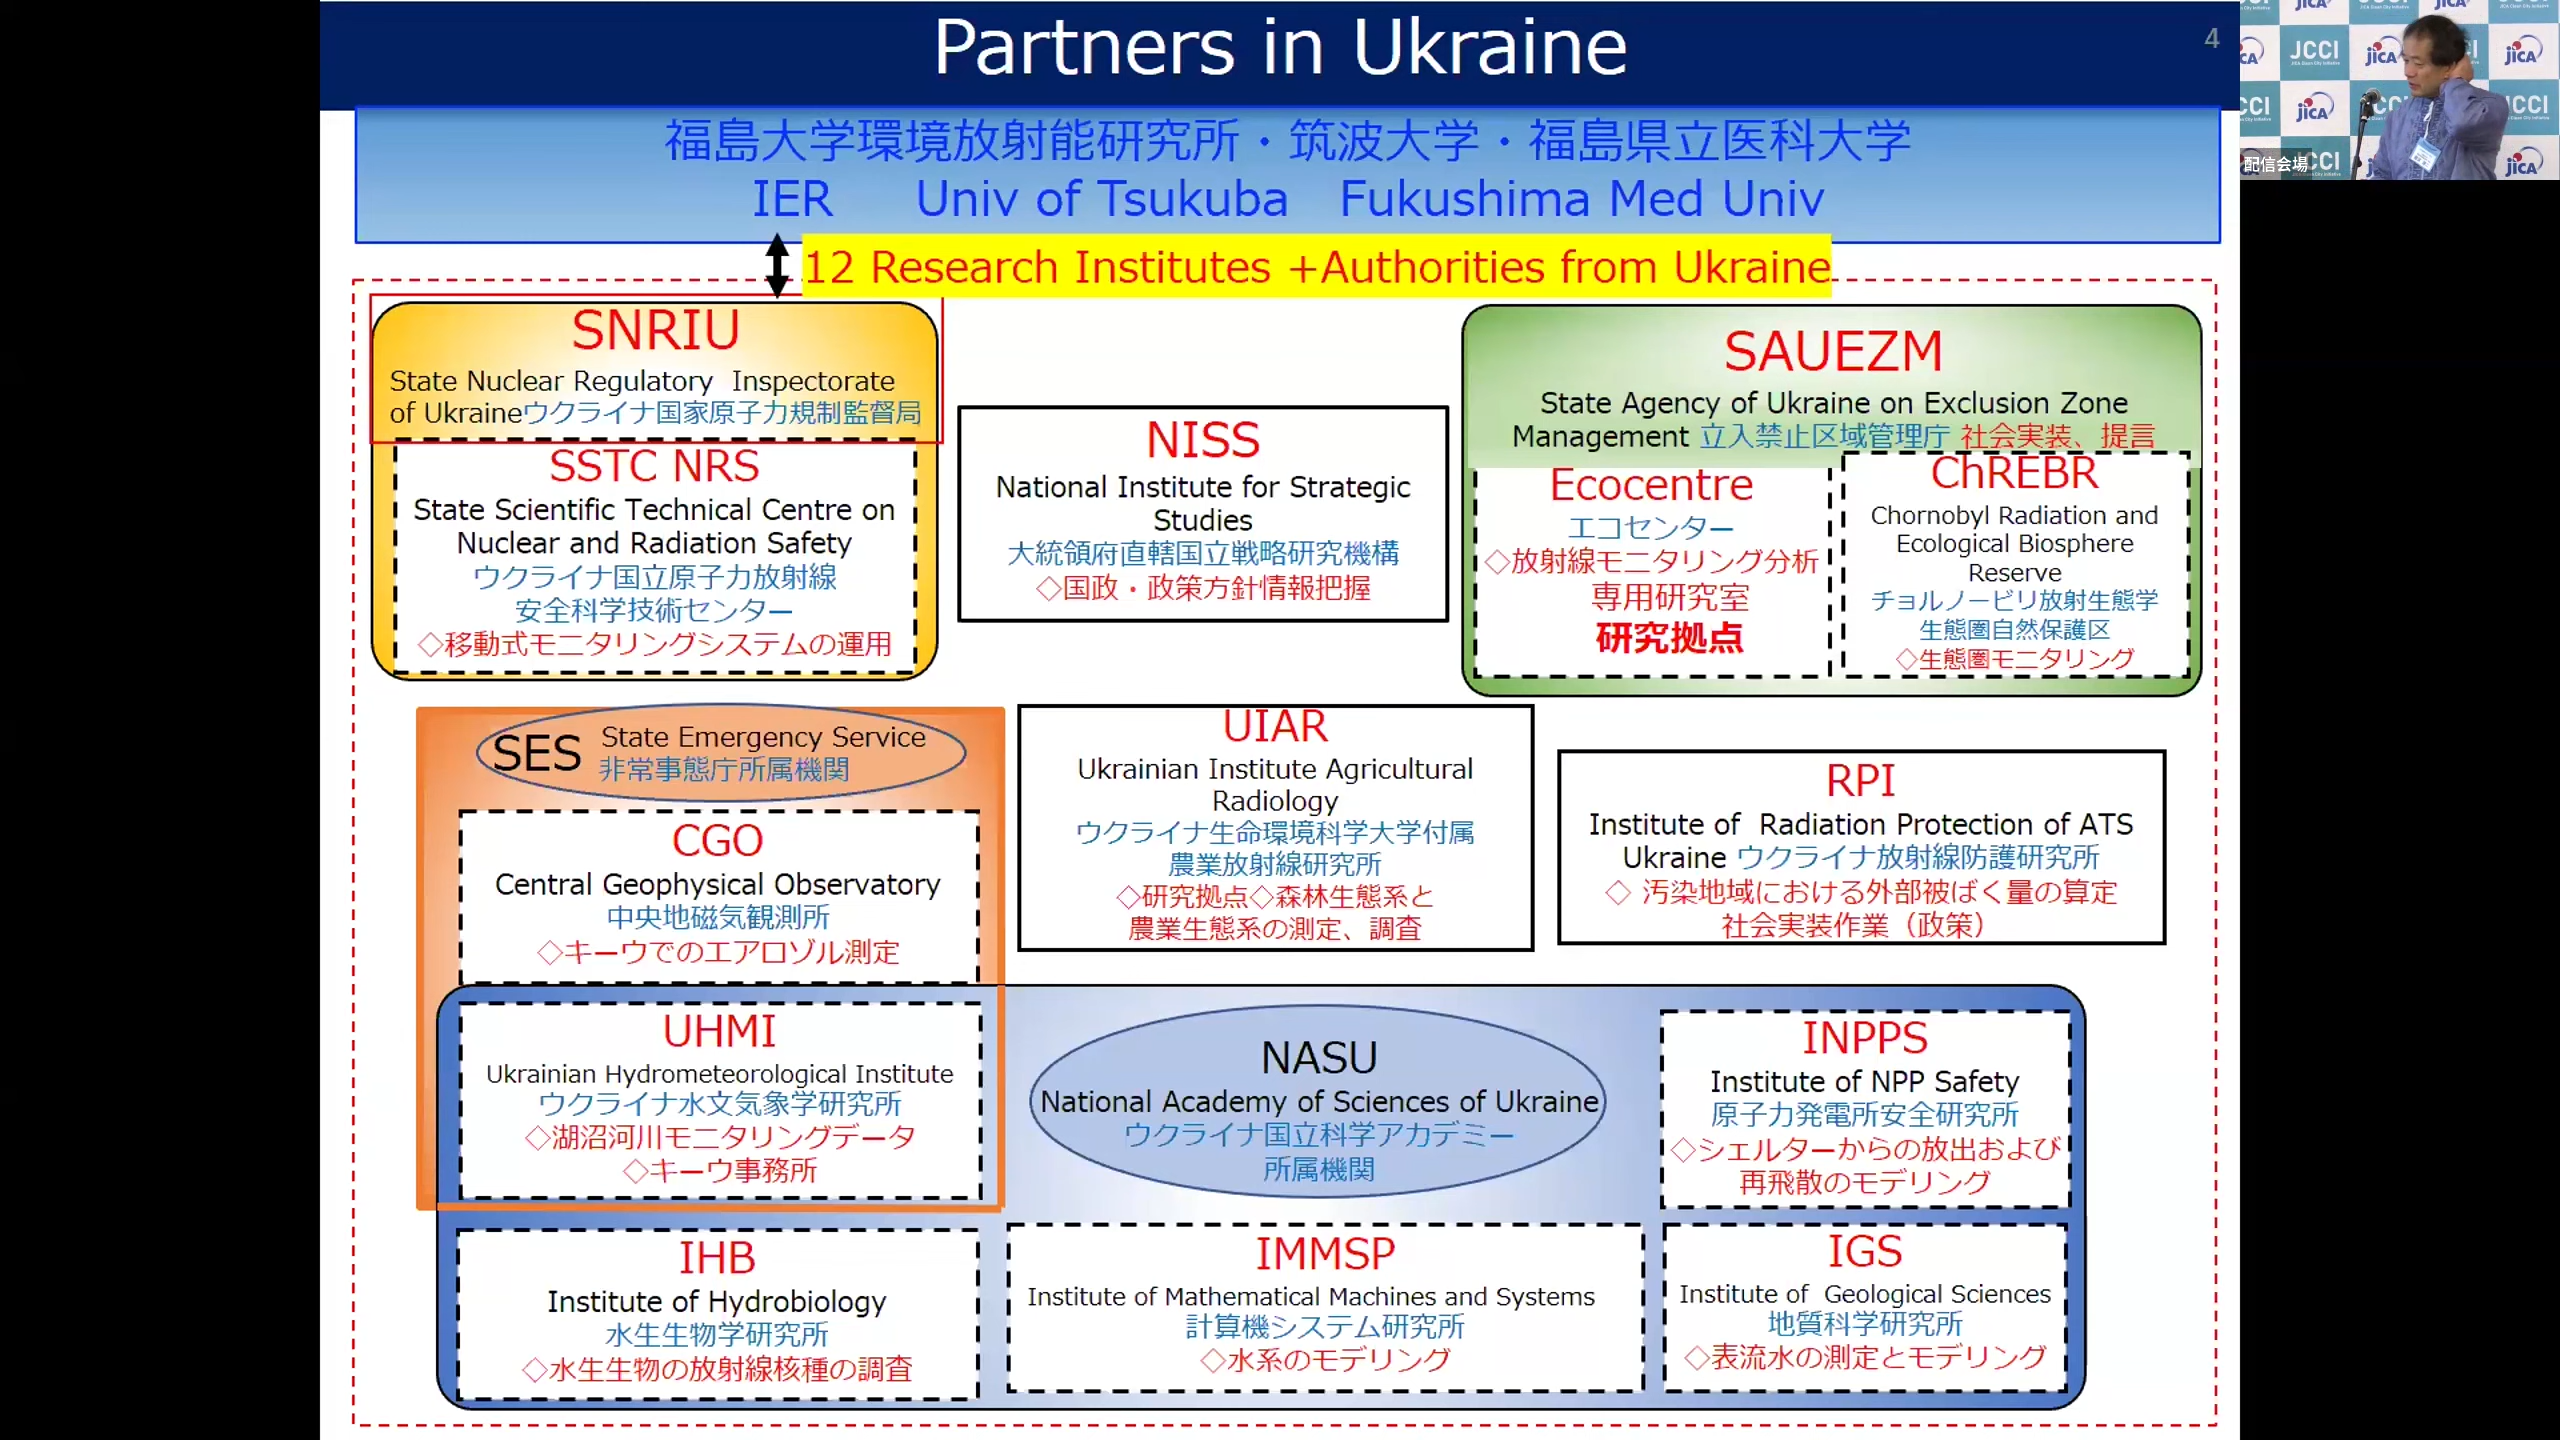 Partners in Ukraine
4
福島大学環境放射能研究所・筑波大学・福島県立医科大学
IER Univ of Tsukuba Fukushima Med Univ
12 Research Institutes +Authorities from Ukraine
SNRIU
State Nuclear Regulatory Inspectorate
of Ukraineウクライナ国家原子力規制監督局
SSTC NRS
State Scientific Technical Centre on
Nuclear and Radiation Safety
ウクライナ国立原子力放射線
安全科学技術センター
◇移動式モニタリングシステムの運用
NISS
National Institute for Strategic
Studies
大統領府直轄国立戦略研究機構
◇国政・政策方針情報把握
SAUEZM
State Agency of Ukraine on Exclusion Zone
Management 立入禁止区域管理庁 社会実装、提言
Ecocentre
エコセンター
◇放射線モニタリング分析
専用研究室
研究拠点
ChREBR
Chornobyl Radiation and
Ecological Biosphere
Reserve
チョルノービリ放射生態学
生態圏自然保護区
◇生態圏モニタリング
SES State Emergency Service
非常事態庁所属機関
CGO
Central Geophysical Observatory
中央地磁気観測所
◇キーウでのエアロゾル測定
UIAR
Ukrainian Institute Agricultural
Radiology
ウクライナ生命環境科学大学付属
農業放射線研究所
◇研究拠点◇森林生態系と
農業生態系の測定、調査
RPI
Institute of Radiation Protection of ATS
Ukraine ウクライナ放射線防護研究所
◇ 汚染地域における外部被ばく量の算定
社会実装作業（政策）
UHMI
Ukrainian Hydrometeorological Institute
ウクライナ水文気象学研究所
◇湖沼河川モニタリングデータ
◇キーウ事務所
NASU
National Academy of Sciences of Ukraine
ウクライナ国立科学アカデミー
所属機関
INPPS
Institute of NPP Safety
原子力発電所安全研究所
◇シェルターからの放出および
再飛散のモデリング
IHB
Institute of Hydrobiology
水生生物学研究所
◇水生生物の放射線核種の調査
IMMSP
Institute of Mathematical Machines and Systems
計算機システム研究所
◇水系のモデリング
IGS
Institute of Geological Sciences
地質科学研究所
◇表流水の測定とモデリング
JCCI
JICA Clean City Initiative
jICA
配信会場